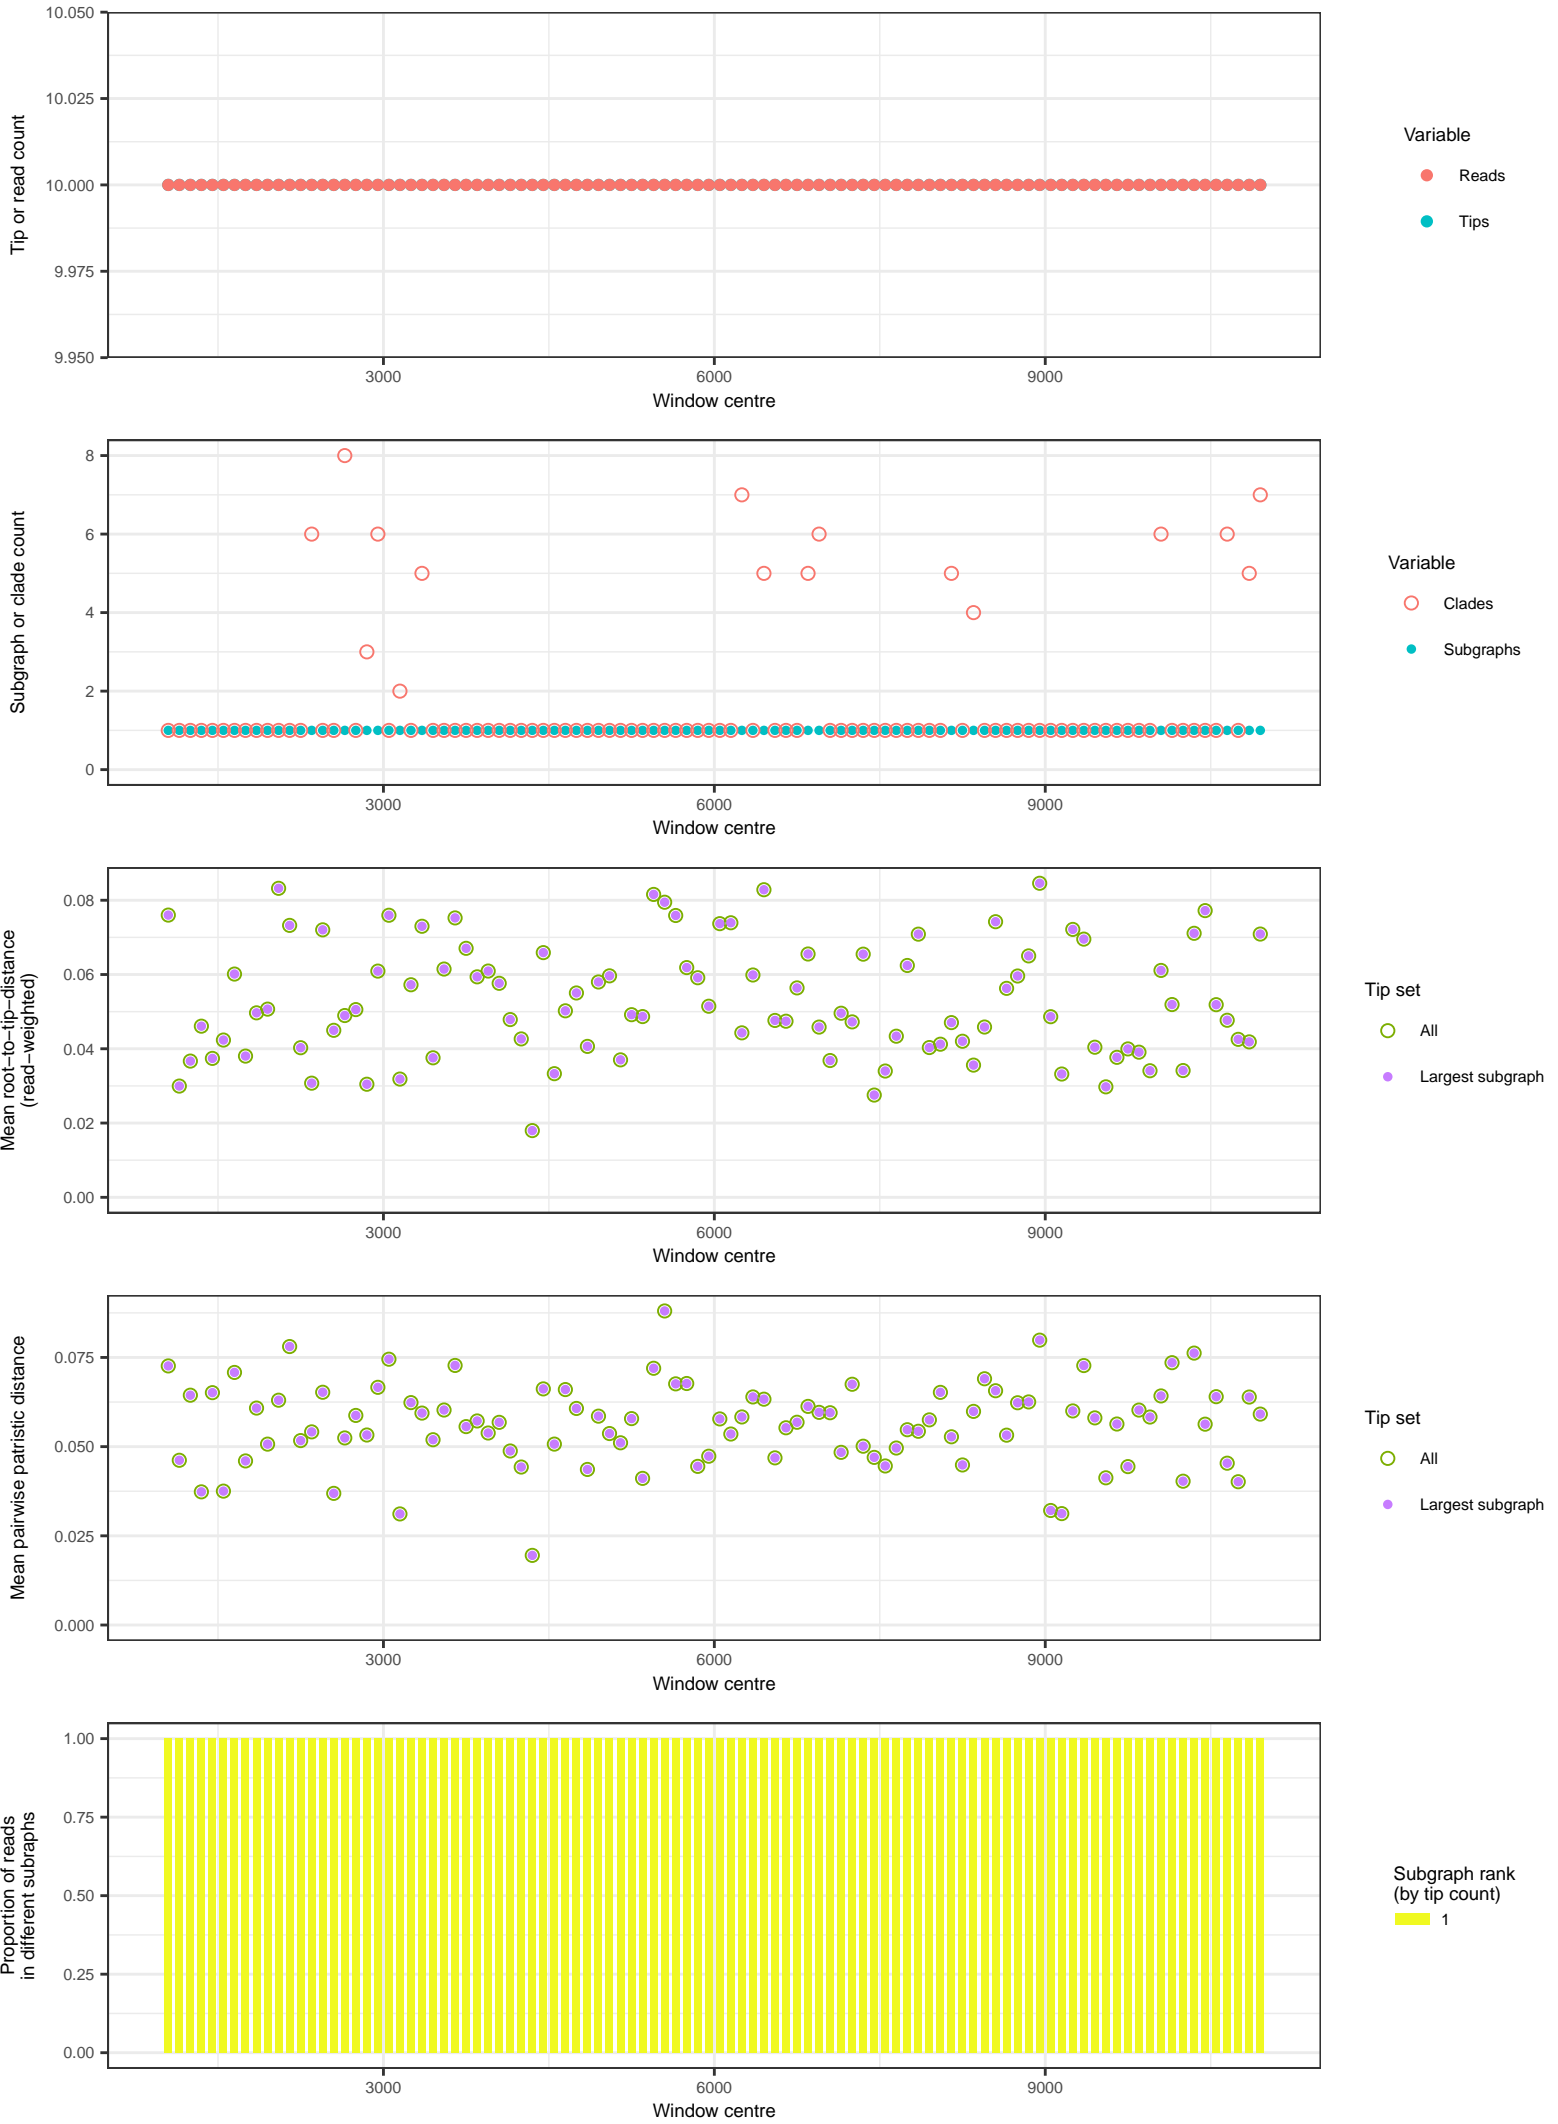 10.050
10.025
10.000
9.975
9.950
Tip or read count
3000
6000
9000
Window centre
Variable
Reads
Tips
8
6
4
2
0
Subgraph or clade count
3000
6000
9000
Window centre
Variable
Clades
Subgraphs
0.08
0.06
0.04
0.02
0.00
Mean root−to−tip−distance
(read−weighted)
3000
6000
9000
Window centre
Tip set
All
Largest subgraph
0.075
0.050
0.025
0.000
Mean pairwise patristic distance
3000
6000
9000
Window centre
Tip set
All
Largest subgraph
1.00
0.75
0.50
0.25
0.00
Proportion of reads
in different subraphs
3000
6000
9000
Window centre
Subgraph rank
(by tip count)
1